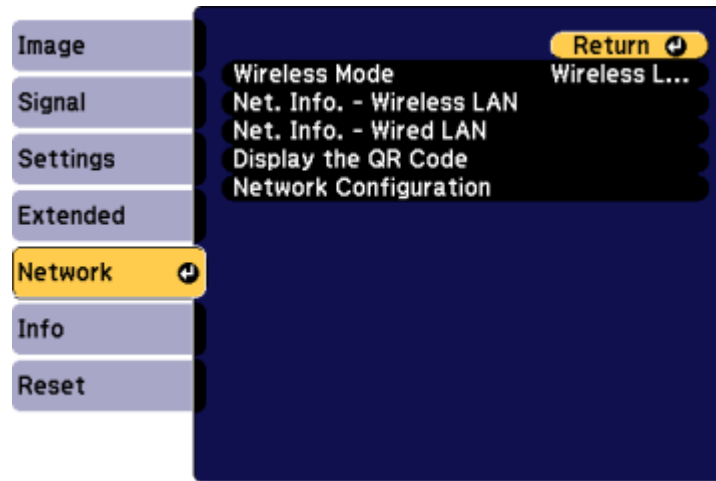 Image
Signal
Settings
Extended
Network
Info
Reset
Return
Wireless Mode Wireless L...
Net. Info. - Wireless LAN
Net. Info. - Wired LAN
Display the QR Code
Network Configuration